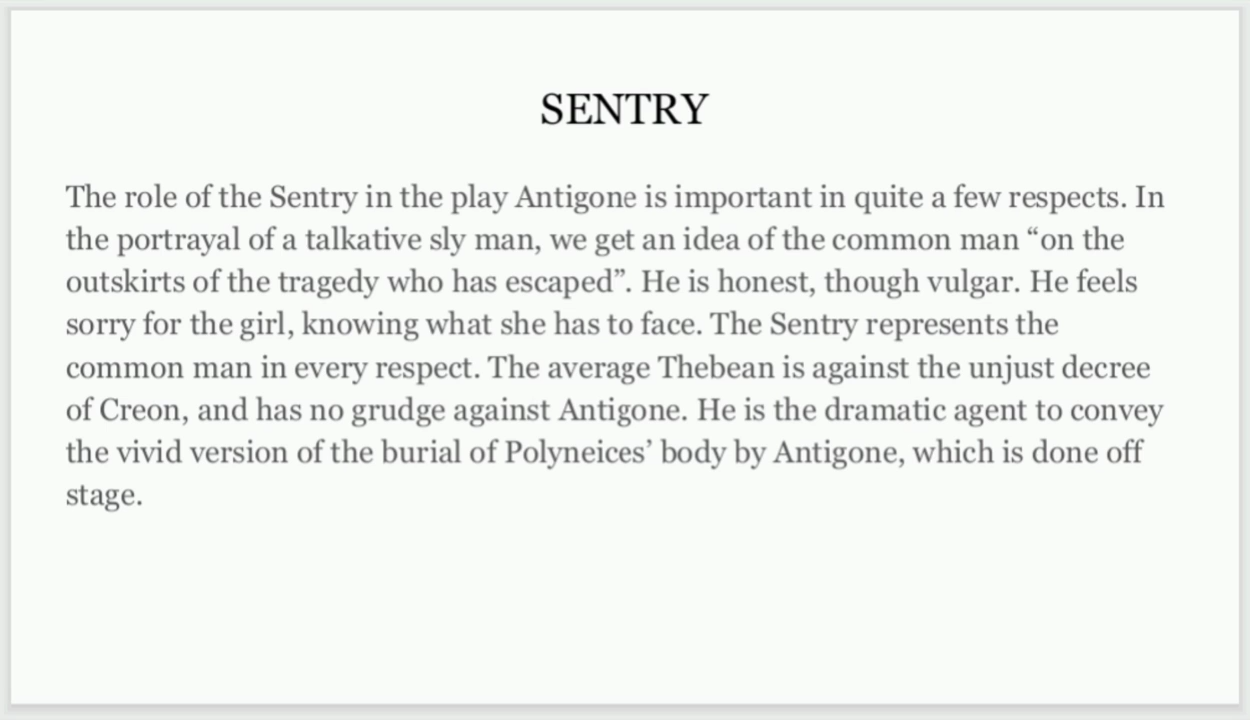 SENTRY
The role of the Sentry in the play Antigone is important in quite a few respects. In
the portrayal of a talkative sly man, we get an idea of the common man “on the
outskirts of the tragedy who has escaped”. He is honest, though vulgar. He feels
sorry for the girl, knowing what she has to face. The Sentry represents the
common man in every respect. The average Thebean is against the unjust decree
of Creon, and has no grudge against Antigone. He is the dramatic agent to convey
the vivid version of the burial of Polyneices’ body by Antigone, which is done off
stage.